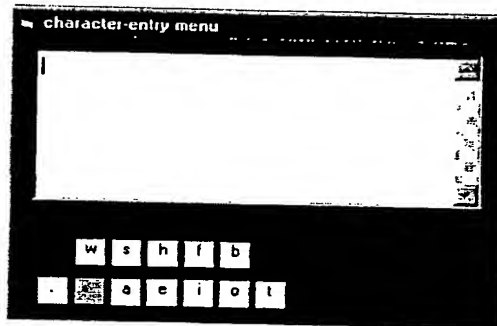 character-entry menu
w s h f b
. a e i o t